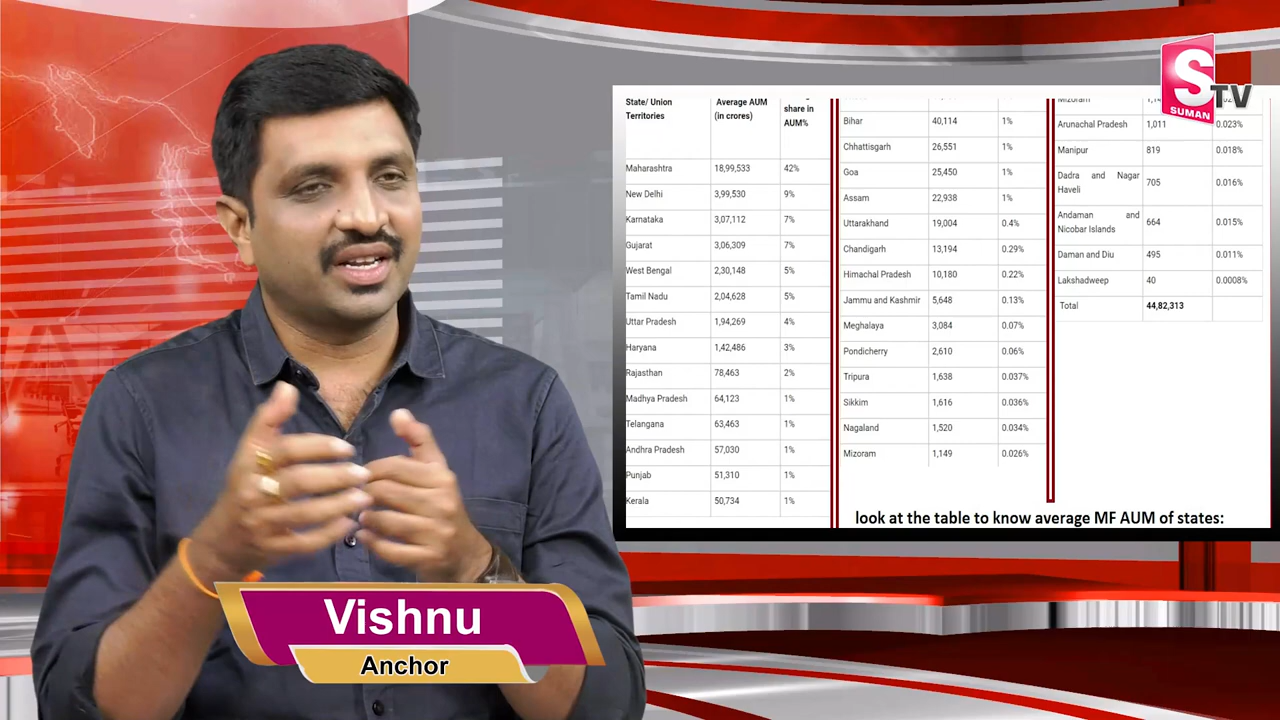 S
TV
SUMAN
State/ Union Average AUM
Territories (in crores) share in
AUM%
Maharashtra 18,99,533 42%
New Delhi 3,99,530 9%
Karnataka 3,07,112 7%
Gujarat 3,06,309 7%
West Bengal 2,30,148 5%
Tamil Nadu 2,04,628 5%
Uttar Pradesh 1,94,269 4%
Haryana 1,42,486 3%
Rajasthan 78,463 2%
Madhya Pradesh 64,123 1%
Telangana 63,463 1%
Andhra Pradesh 57,030 1%
Punjab 51,310 1%
Kerala 50,734 1%
Bihar 40,114 1%
Chhattisgarh 26,551 1%
Goa 25,450 1%
Assam 22,938 1%
Uttarakhand 19,004 0.4%
Chandigarh 13,194 0.29%
Himachal Pradesh 10,180 0.22%
Jammu and Kashmir 5,648 0.13%
Meghalaya 3,084 0.07%
Pondicherry 2,610 0.06%
Tripura 1,638 0.037%
Sikkim 1,616 0.036%
Nagaland 1,520 0.034%
Mizoram 1,149 0.026%
Mizoram
Arunachal Pradesh 1,011 0.023%
Manipur 819 0.018%
Dadra and Nagar
Haveli 705 0.016%
Andaman and
Nicobar Islands 664 0.015%
Daman and Diu 495 0.011%
Lakshadweep 40 0.0008%
Total 44,82,313
look at the table to know average MF AUM of states:
Vishnu
Anchor